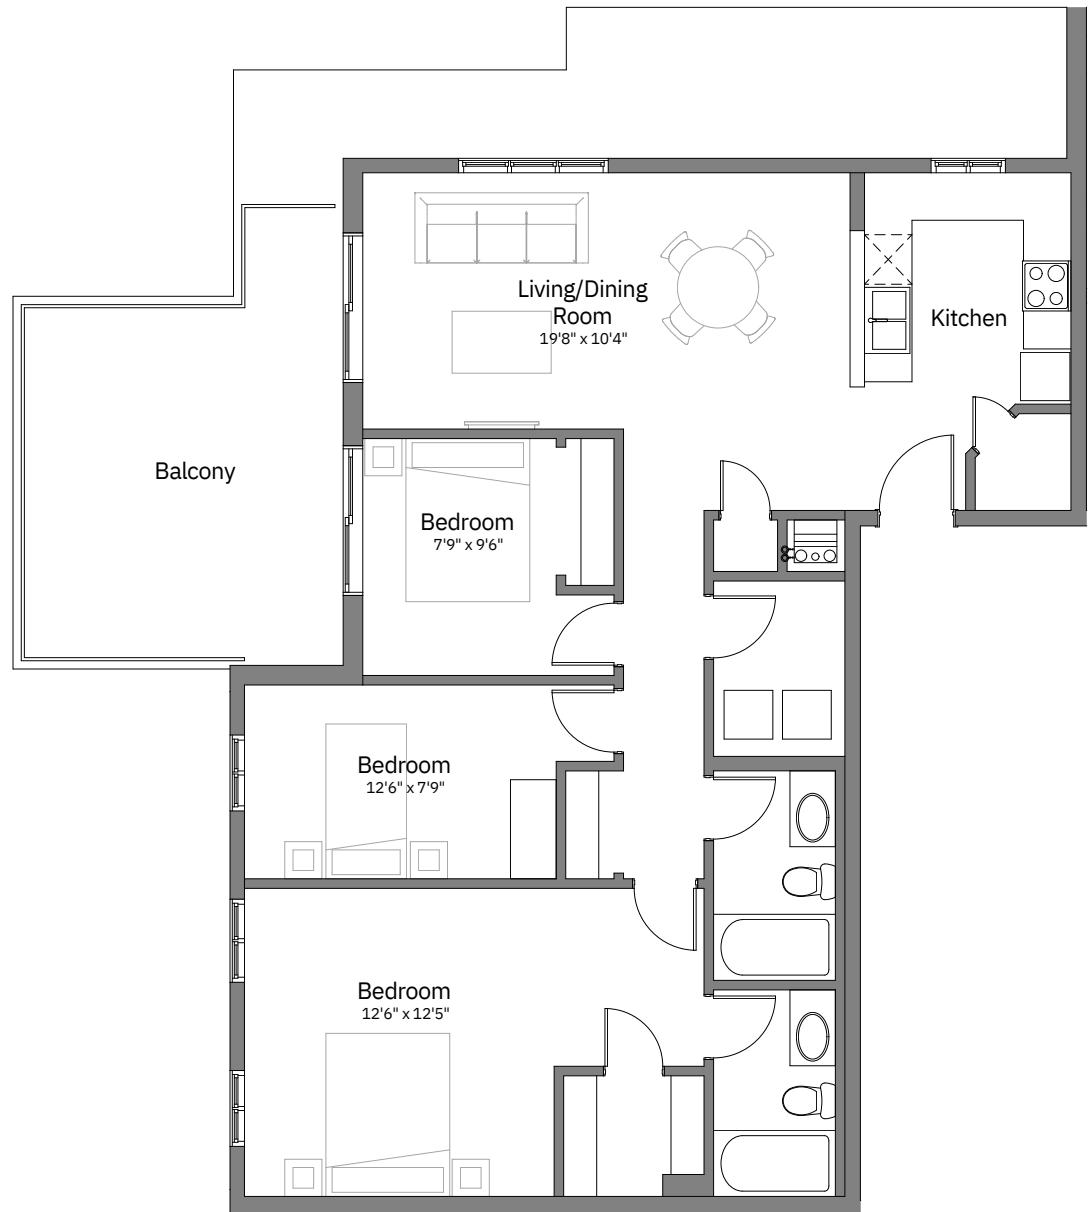 Living/Dining
Room
19'8" x 10'4"
Kitchen
Balcony
Bedroom
7'9" x 9'6"
Bedroom
12'6" x 7'9"
Bedroom
12'6" x 12'5"